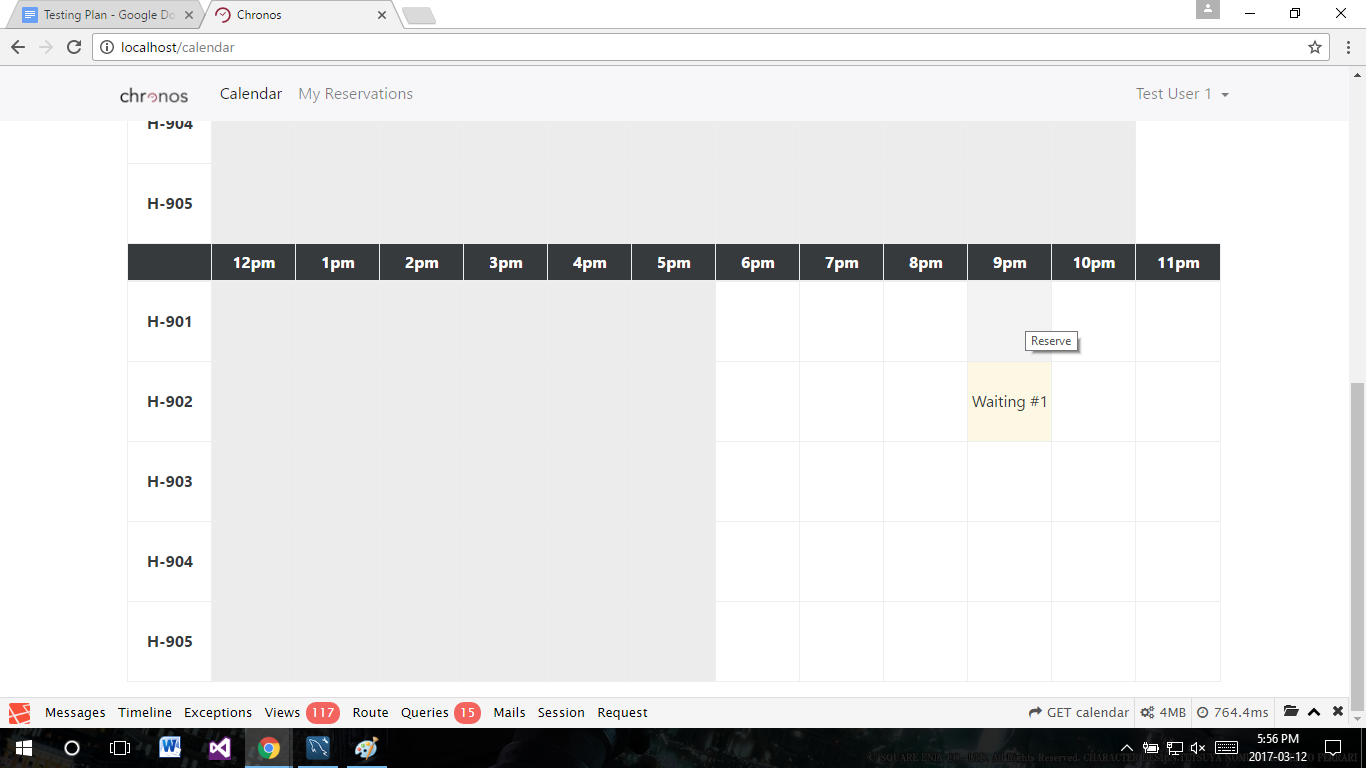 Testing Plan - Google Do
Chronos
localhost/calendar
chronos Calendar My Reservations Test User 1
H-904
H-905
12pm 1pm 2pm 3pm 4pm 5pm 6pm 7pm 8pm 9pm 10pm 11pm
H-901
Reserve
H-902 Waiting #1
H-903
H-904
H-905
Messages Timeline Exceptions Views 117 Route Queries 15 Mails Session Request GET calendar 4MB 764.4ms
5:56 PM
2017-03-12